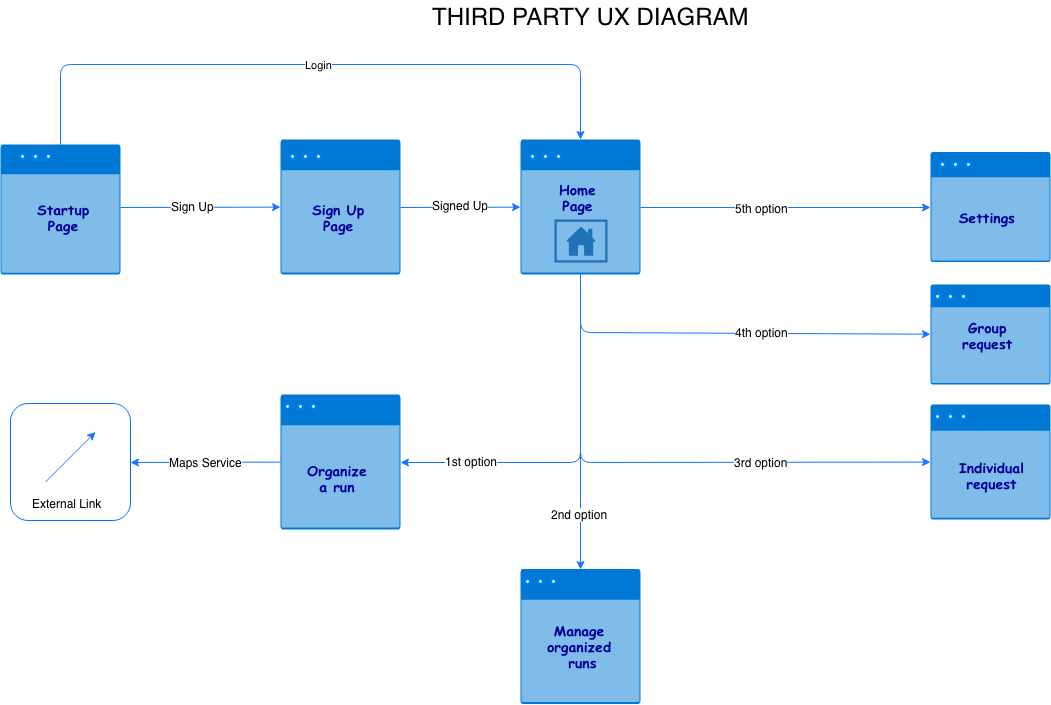 THIRD PARTY UX DIAGRAM
Login
Startup
Page
Sign Up
Sign Up
Page
Signed Up
Home
Page
5th option
Settings
4th option
Group
request
External Link
Maps Service
Organize
a run
1st option
3rd option
Individual
request
2nd option
Manage
organized
runs